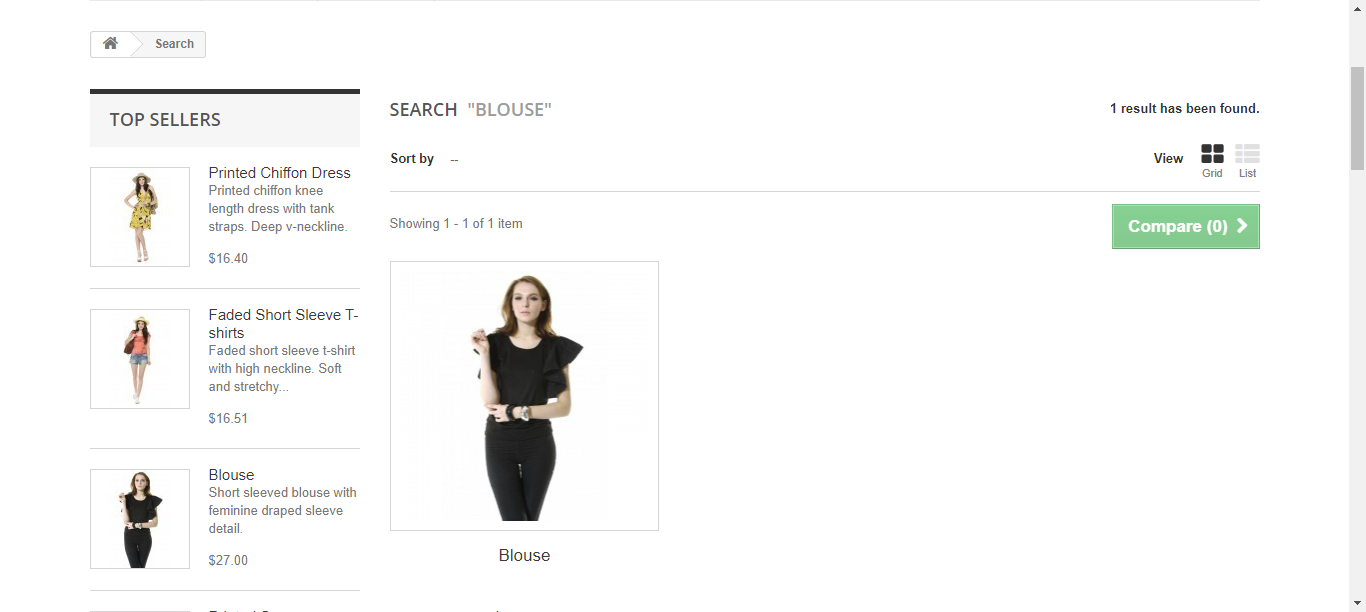 Search
TOP SELLERS
Printed Chiffon Dress
Printed chiffon knee
length dress with tank
straps. Deep v-neckline.
$16.40
Faded Short Sleeve T-
shirts
Faded short sleeve t-shirt
with high neckline. Soft
and stretchy...
$16.51
Blouse
Short sleeved blouse with
feminine draped sleeve
detail.
$27.00
SEARCH "BLOUSE"
1 result has been found.
Sort by --
View
Grid
List
Showing 1 - 1 of 1 item
Compare (0)
Blouse